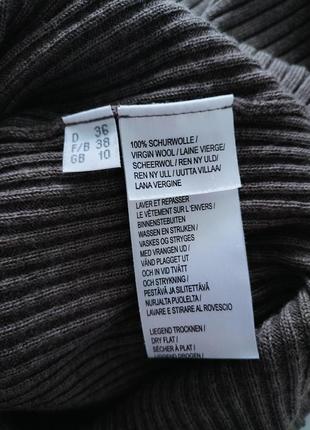 D 36
F/B 38
GB 10
100% SCHURWOLLE /
VIRGIN WOOL / LAINE VIERGE/
SCHEERWOL / REN NY ULD/
REN NY ULL / UUTTA VILLAA/
LANA VERGINE
LAVER ET REPASSER
LE VÊTEMENT SUR L´ENVERS /
BINNENSTEBUITEN
WASSEN EN STRIJKEN /
VASKES OG STRYGES
MED VRANGEN UD /
VÄND PLAGGET UT
OCH IN VID TVÄTT
OCH STRYKNING /
PESTÄVÄ JA SILITETTÄVÄ
NURJALTA PUOLELTA /
LAVARE E STIRARE AL ROVESCIO
LIEGEND TROCKNEN /
DRY FLAT /
SÉCHER À PLAT /
LIGGEND DROGEN /